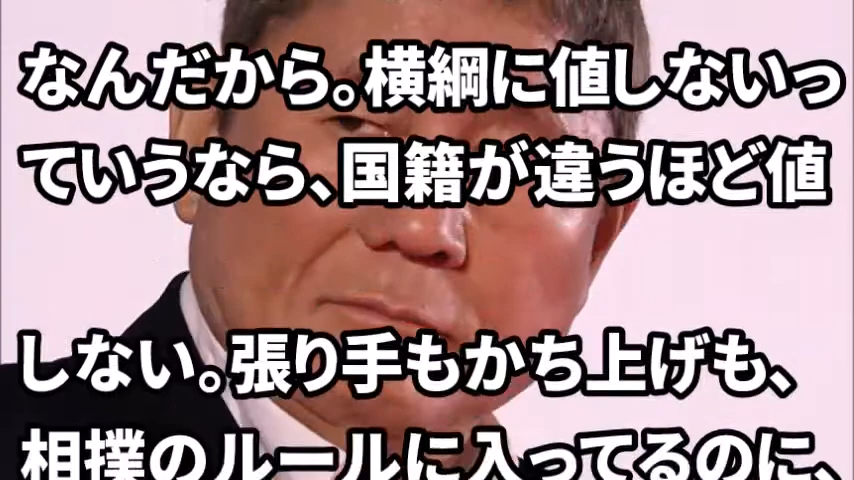 なんだから。横綱に値しないっ
ていうなら、国籍が違うほど値
しない。張り手もかち上げも、
相撲のルールに入ってるのに、